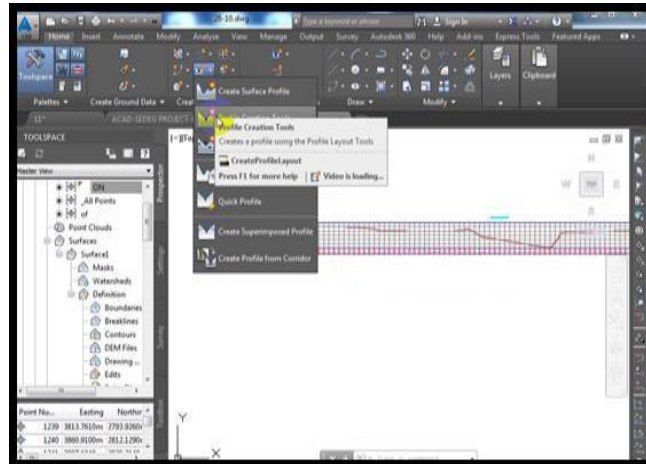 26-10.dwg
Type a keyword or phrase
Sign In
Home Insert Annotate Modify Analyze View Manage Output Survey Autodesk 360 Help Add-ins Express Tools Featured Apps
Toolspace
Layers
Clipboard
Palettes
Create Ground Data
Draw
Modify
TOOLSPACE
Master View
ON
_All Points
of
Point Clouds
Surfaces
Surface1
Masks
Watersheds
Definition
Boundaries
Breaklines
Contours
DEM Files
Drawing ...
Edits
Prospector
Settings
Survey
Toolbox
Create Surface Profile
Profile Creation Tools
Creates a profile using the Profile Layout Tools
CreateProfileLayout
Press F1 for more help
Video is loading...
Quick Profile
Create Superimposed Profile
Create Profile from Corridor
N
W TOP E
Point Nu... Easting Northin
1239 3813.7610m
1240 3860.9100m 2812.1290
Y
X